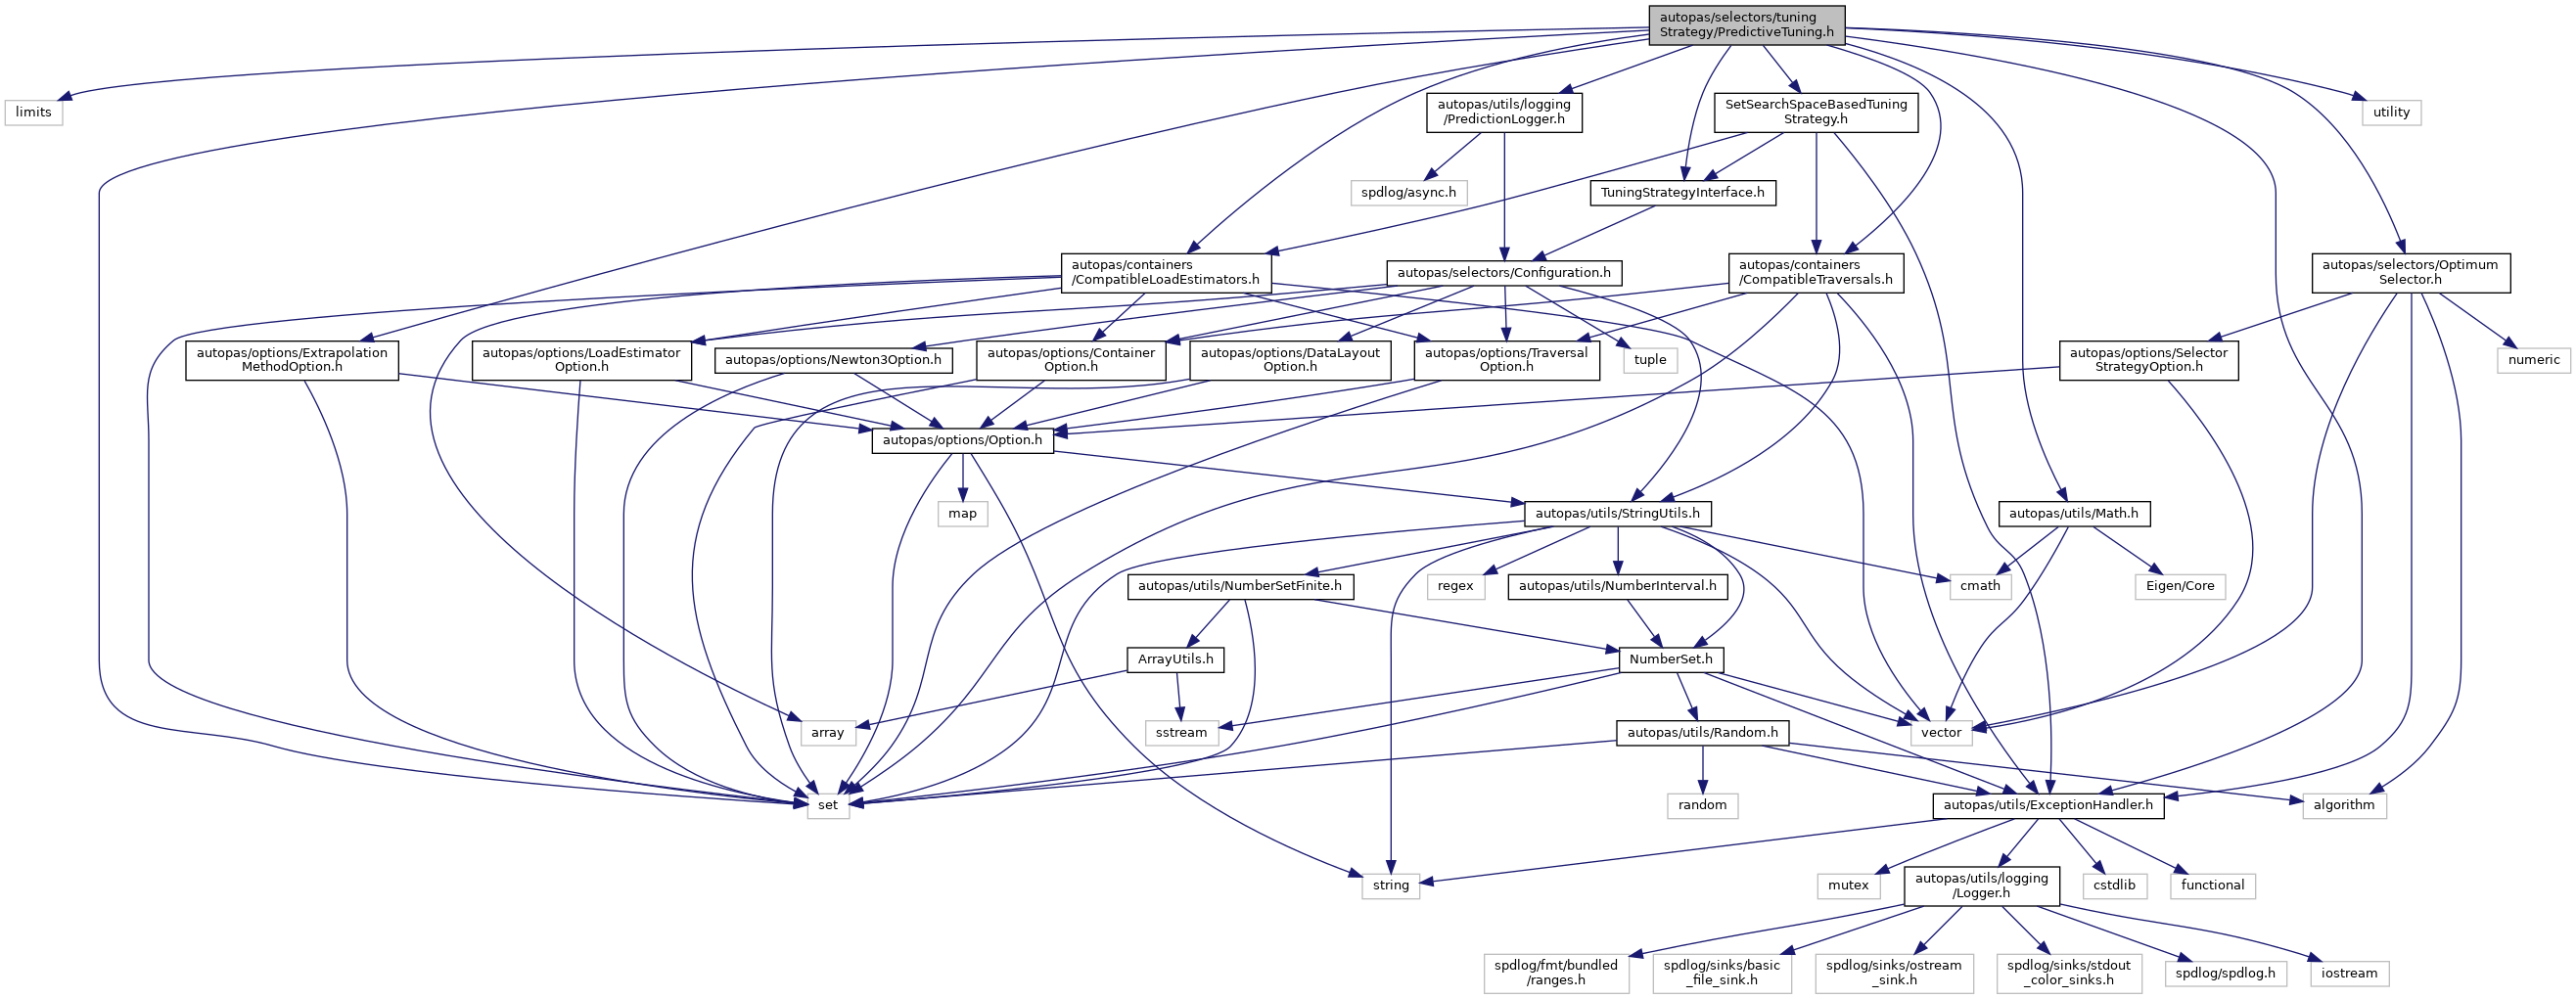 autopas/selectors/tuning
Strategy/PredictiveTuning.h
limits
autopas/utils/logging
/PredictionLogger.h
SetSearchSpaceBasedTuning
Strategy.h
utility
spdlog/async.h
TuningStrategyInterface.h
autopas/containers
/CompatibleLoadEstimators.h
autopas/selectors/Configuration.h
autopas/containers
/CompatibleTraversals.h
autopas/selectors/Optimum
Selector.h
autopas/options/Extrapolation
MethodOption.h
autopas/options/LoadEstimator
Option.h
autopas/options/Newton3Option.h
autopas/options/Container
Option.h
autopas/options/DataLayout
Option.h
autopas/options/Traversal
Option.h
tuple
autopas/options/Selector
StrategyOption.h
numeric
autopas/options/Option.h
map
autopas/utils/StringUtils.h
autopas/utils/Math.h
autopas/utils/NumberSetFinite.h
regex
autopas/utils/NumberInterval.h
cmath
Eigen/Core
ArrayUtils.h
NumberSet.h
array
sstream
autopas/utils/Random.h
vector
set
random
autopas/utils/ExceptionHandler.h
algorithm
string
mutex
autopas/utils/logging
/Logger.h
cstdlib
functional
spdlog/fmt/bundled
/ranges.h
spdlog/sinks/basic
_file_sink.h
spdlog/sinks/ostream
_sink.h
spdlog/sinks/stdout
_color_sinks.h
spdlog/spdlog.h
iostream